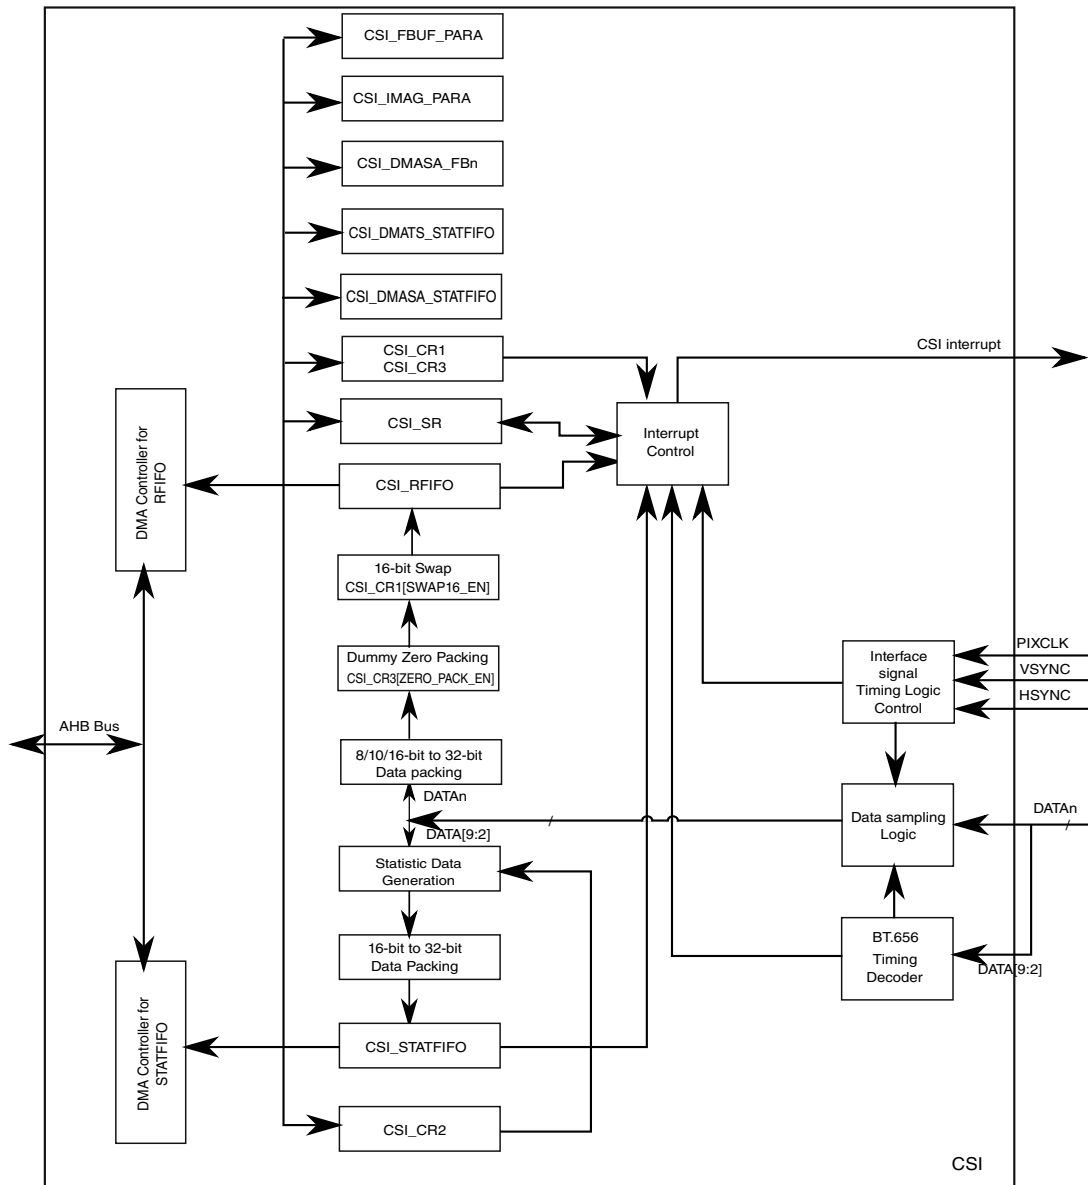 CSI_FBUF_PARA
CSI_IMAG_PARA
CSI_DMASA_FBn
CSI_DMATS_STATFIFO
CSI_DMASA_STATFIFO
CSI_CR1
CSI_CR3
CSI interrupt
CSI_SR
Interrupt
Control
DMA Controller for
RFIFO
CSI_RFIFO
16-bit Swap
CSI_CR1[SWAP16_EN]
Dummy Zero Packing
CSI_CR3[ZERO_PACK_EN]
Interface
signal
Timing Logic
Control
PIXCLK
VSYNC
HSYNC
AHB Bus
8/10/16-bit to 32-bit
Data packing
DATAn
DATA[9:2]
Data sampling
Logic
DATAn
Statistic Data
Generation
16-bit to 32-bit
Data Packing
BT.656
Timing
Decoder
DATA[9:2]
DMA Controller for
STATFIFO
CSI_STATFIFO
CSI_CR2
CSI